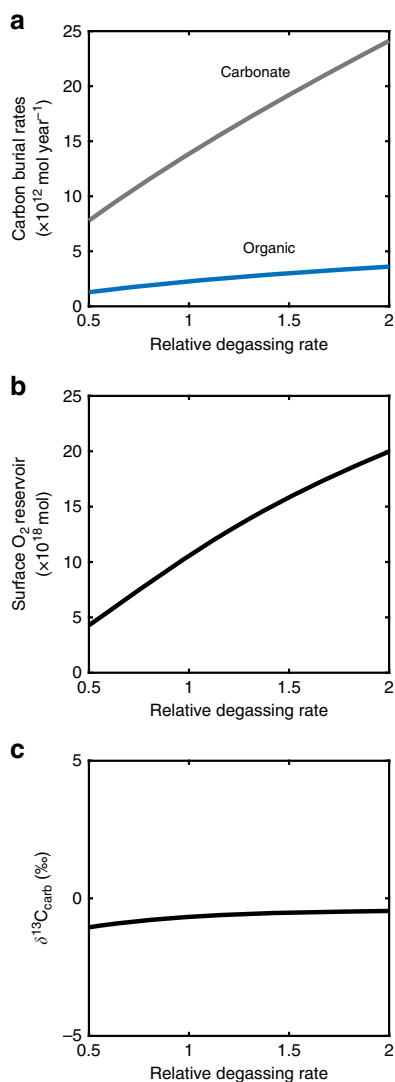 a
Carbon burial rates
(×10¹² mol year⁻¹)
25
20
15
10
5
0
Carbonate
Organic
0.5
1
1.5
2
Relative degassing rate
b
Surface O₂ reservoir
(×10¹⁸ mol)
25
20
15
10
5
0
0.5
1
1.5
2
Relative degassing rate
c
δ¹³C꜀ₐᵣb (‰)
5
0
−5
0.5
1
1.5
2
Relative degassing rate